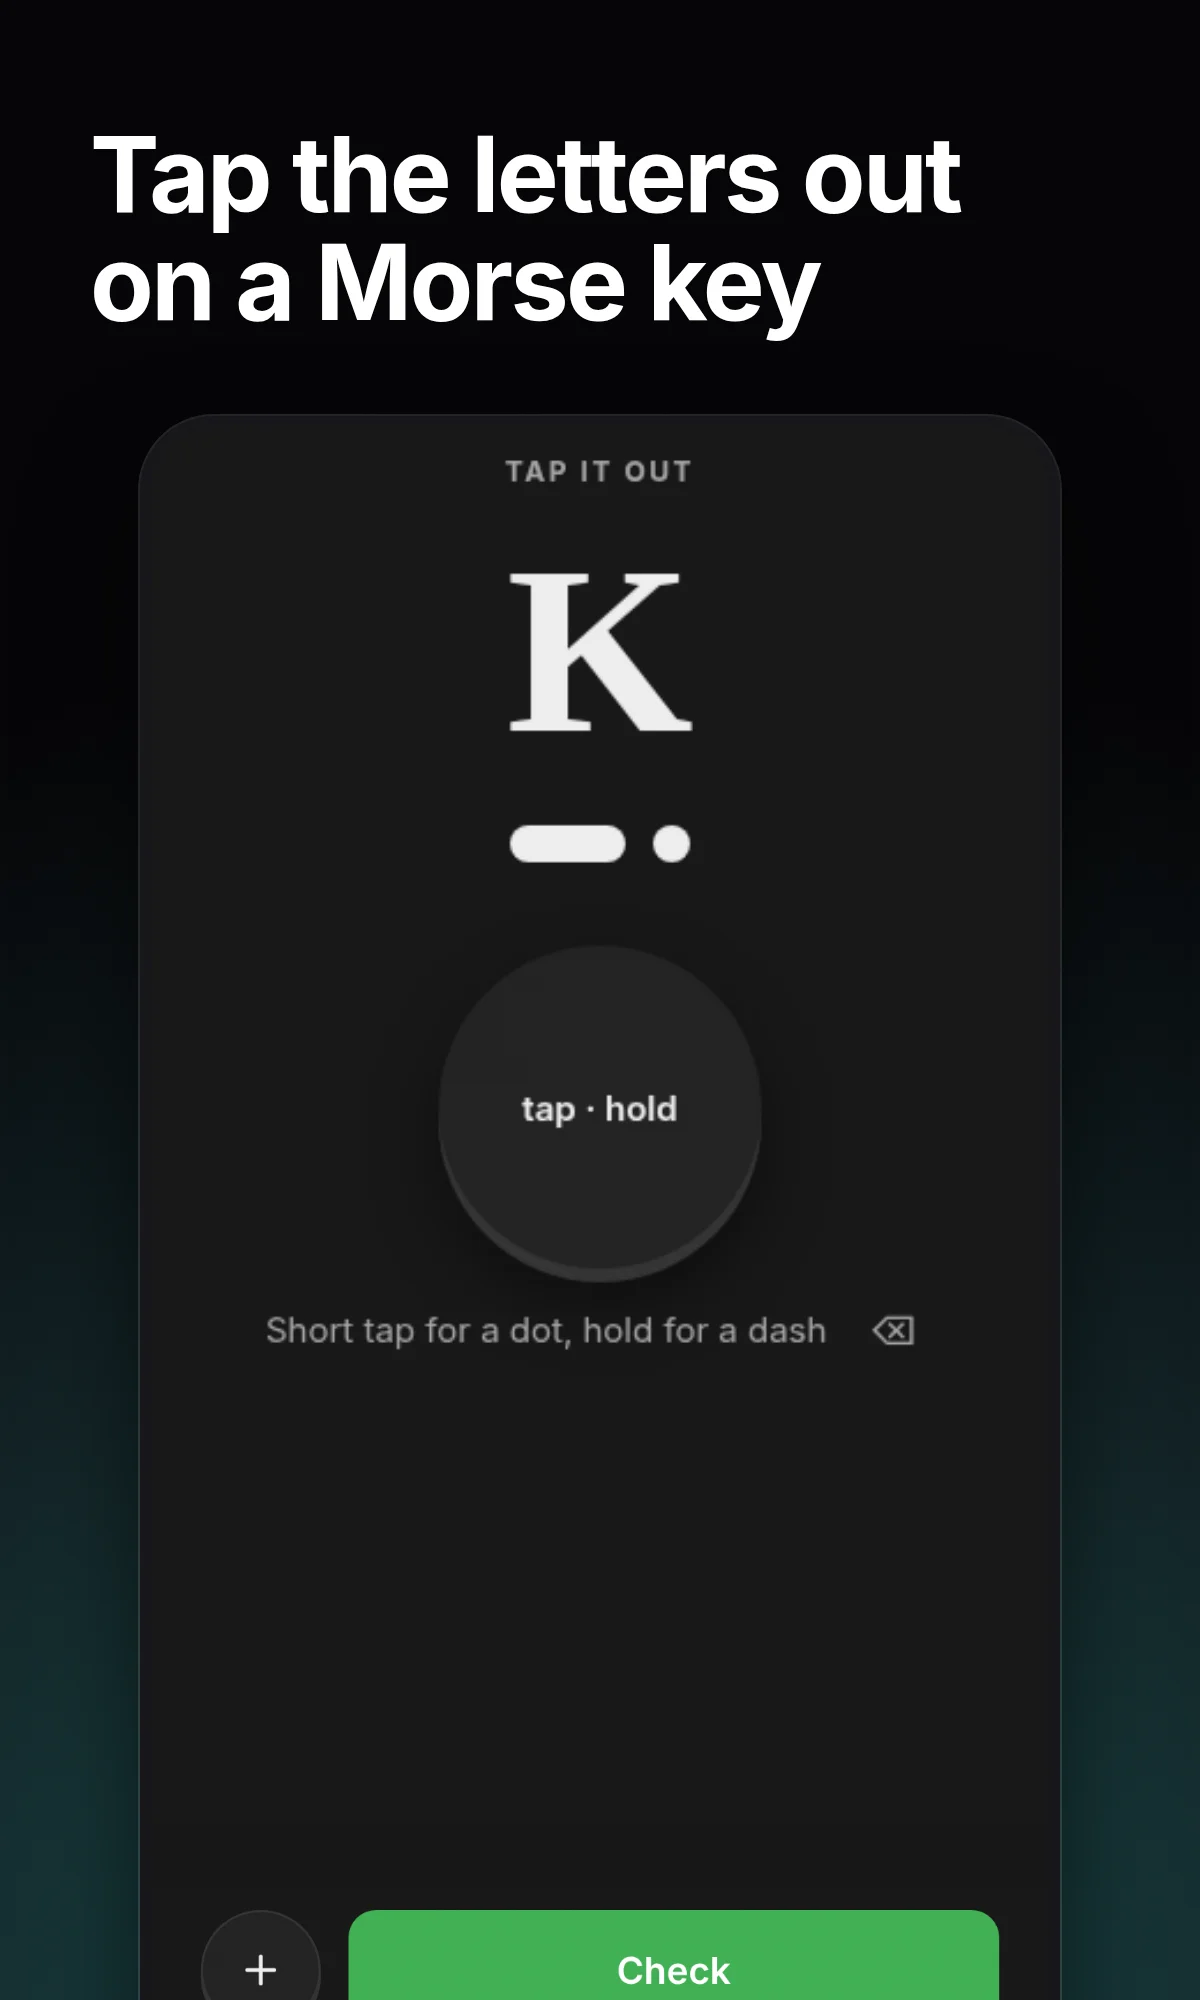 Tap the letters out
on a Morse key
TAP IT OUT
K
tap · hold
Short tap for a dot, hold for a dash
Check